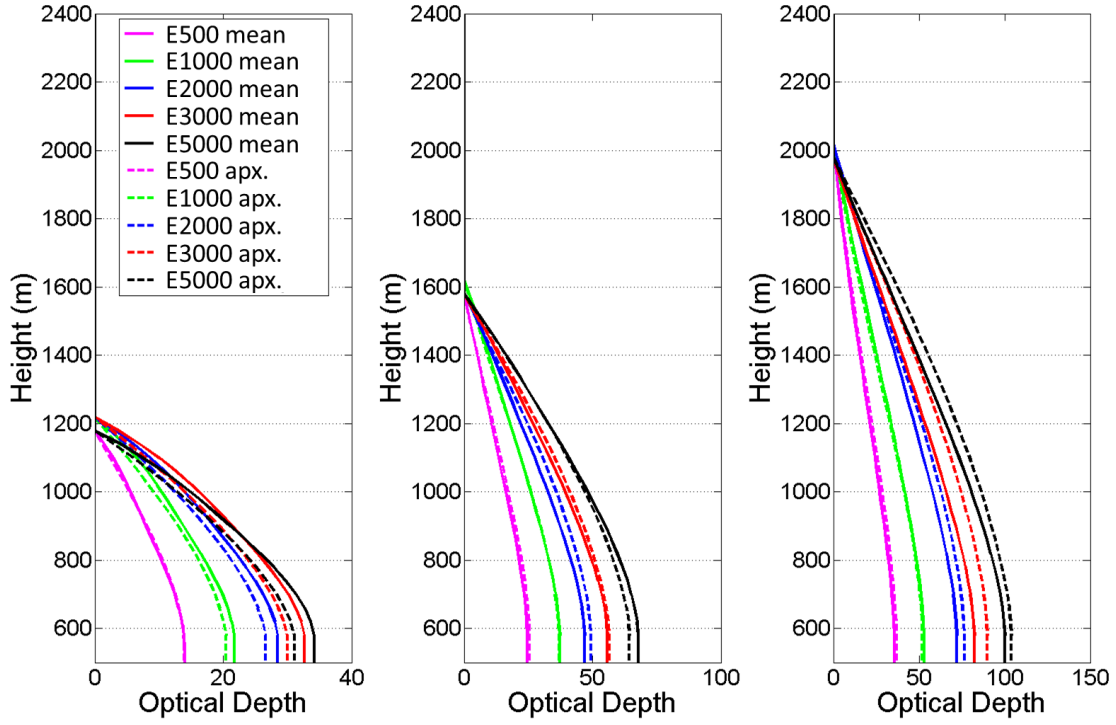 2400
2200
2000
1800
1600
1400
1200
1000
800
600
0 20 40
Optical Depth
Height (m)
E500 mean
E1000 mean
E2000 mean
E3000 mean
E5000 mean
E500 apx.
E1000 apx.
E2000 apx.
E3000 apx.
E5000 apx.
2400
2200
2000
1800
1600
1400
1200
1000
800
600
0 50 100
Optical Depth
Height (m)
2400
2200
2000
1800
1600
1400
1200
1000
800
600
0 50 100 150
Optical Depth
Height (m)